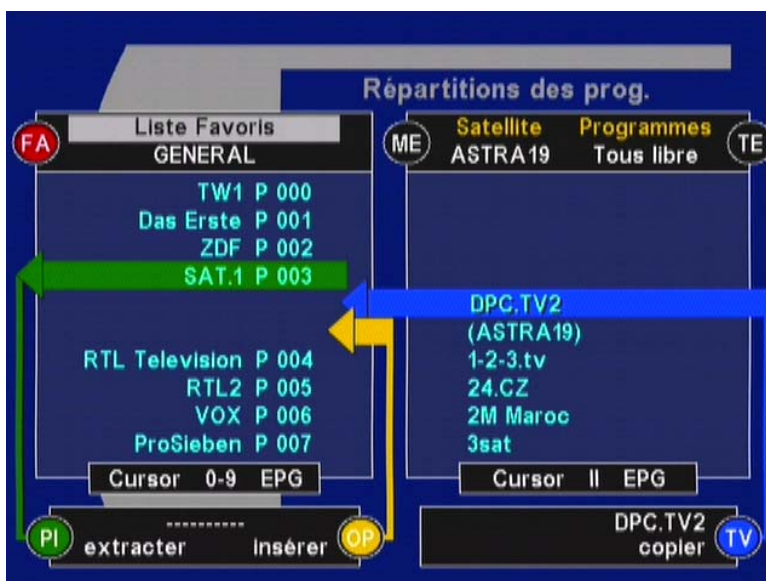 Répartitions des prog.
FA
Liste Favoris
GENERAL
TW1 P 000
Das Erste P 001
ZDF P 002
SAT.1 P 003
RTL Television P 004
RTL2 P 005
VOX P 006
ProSieben P 007
Cursor 0-9 EPG
PI
----------
extracter insérer
OP
ME
Satellite Programmes
ASTRA19 Tous libre
TE
DPC.TV2
(ASTRA19)
1-2-3.tv
24.CZ
2M Maroc
3sat
Cursor II EPG
DPC.TV2
copier
TV